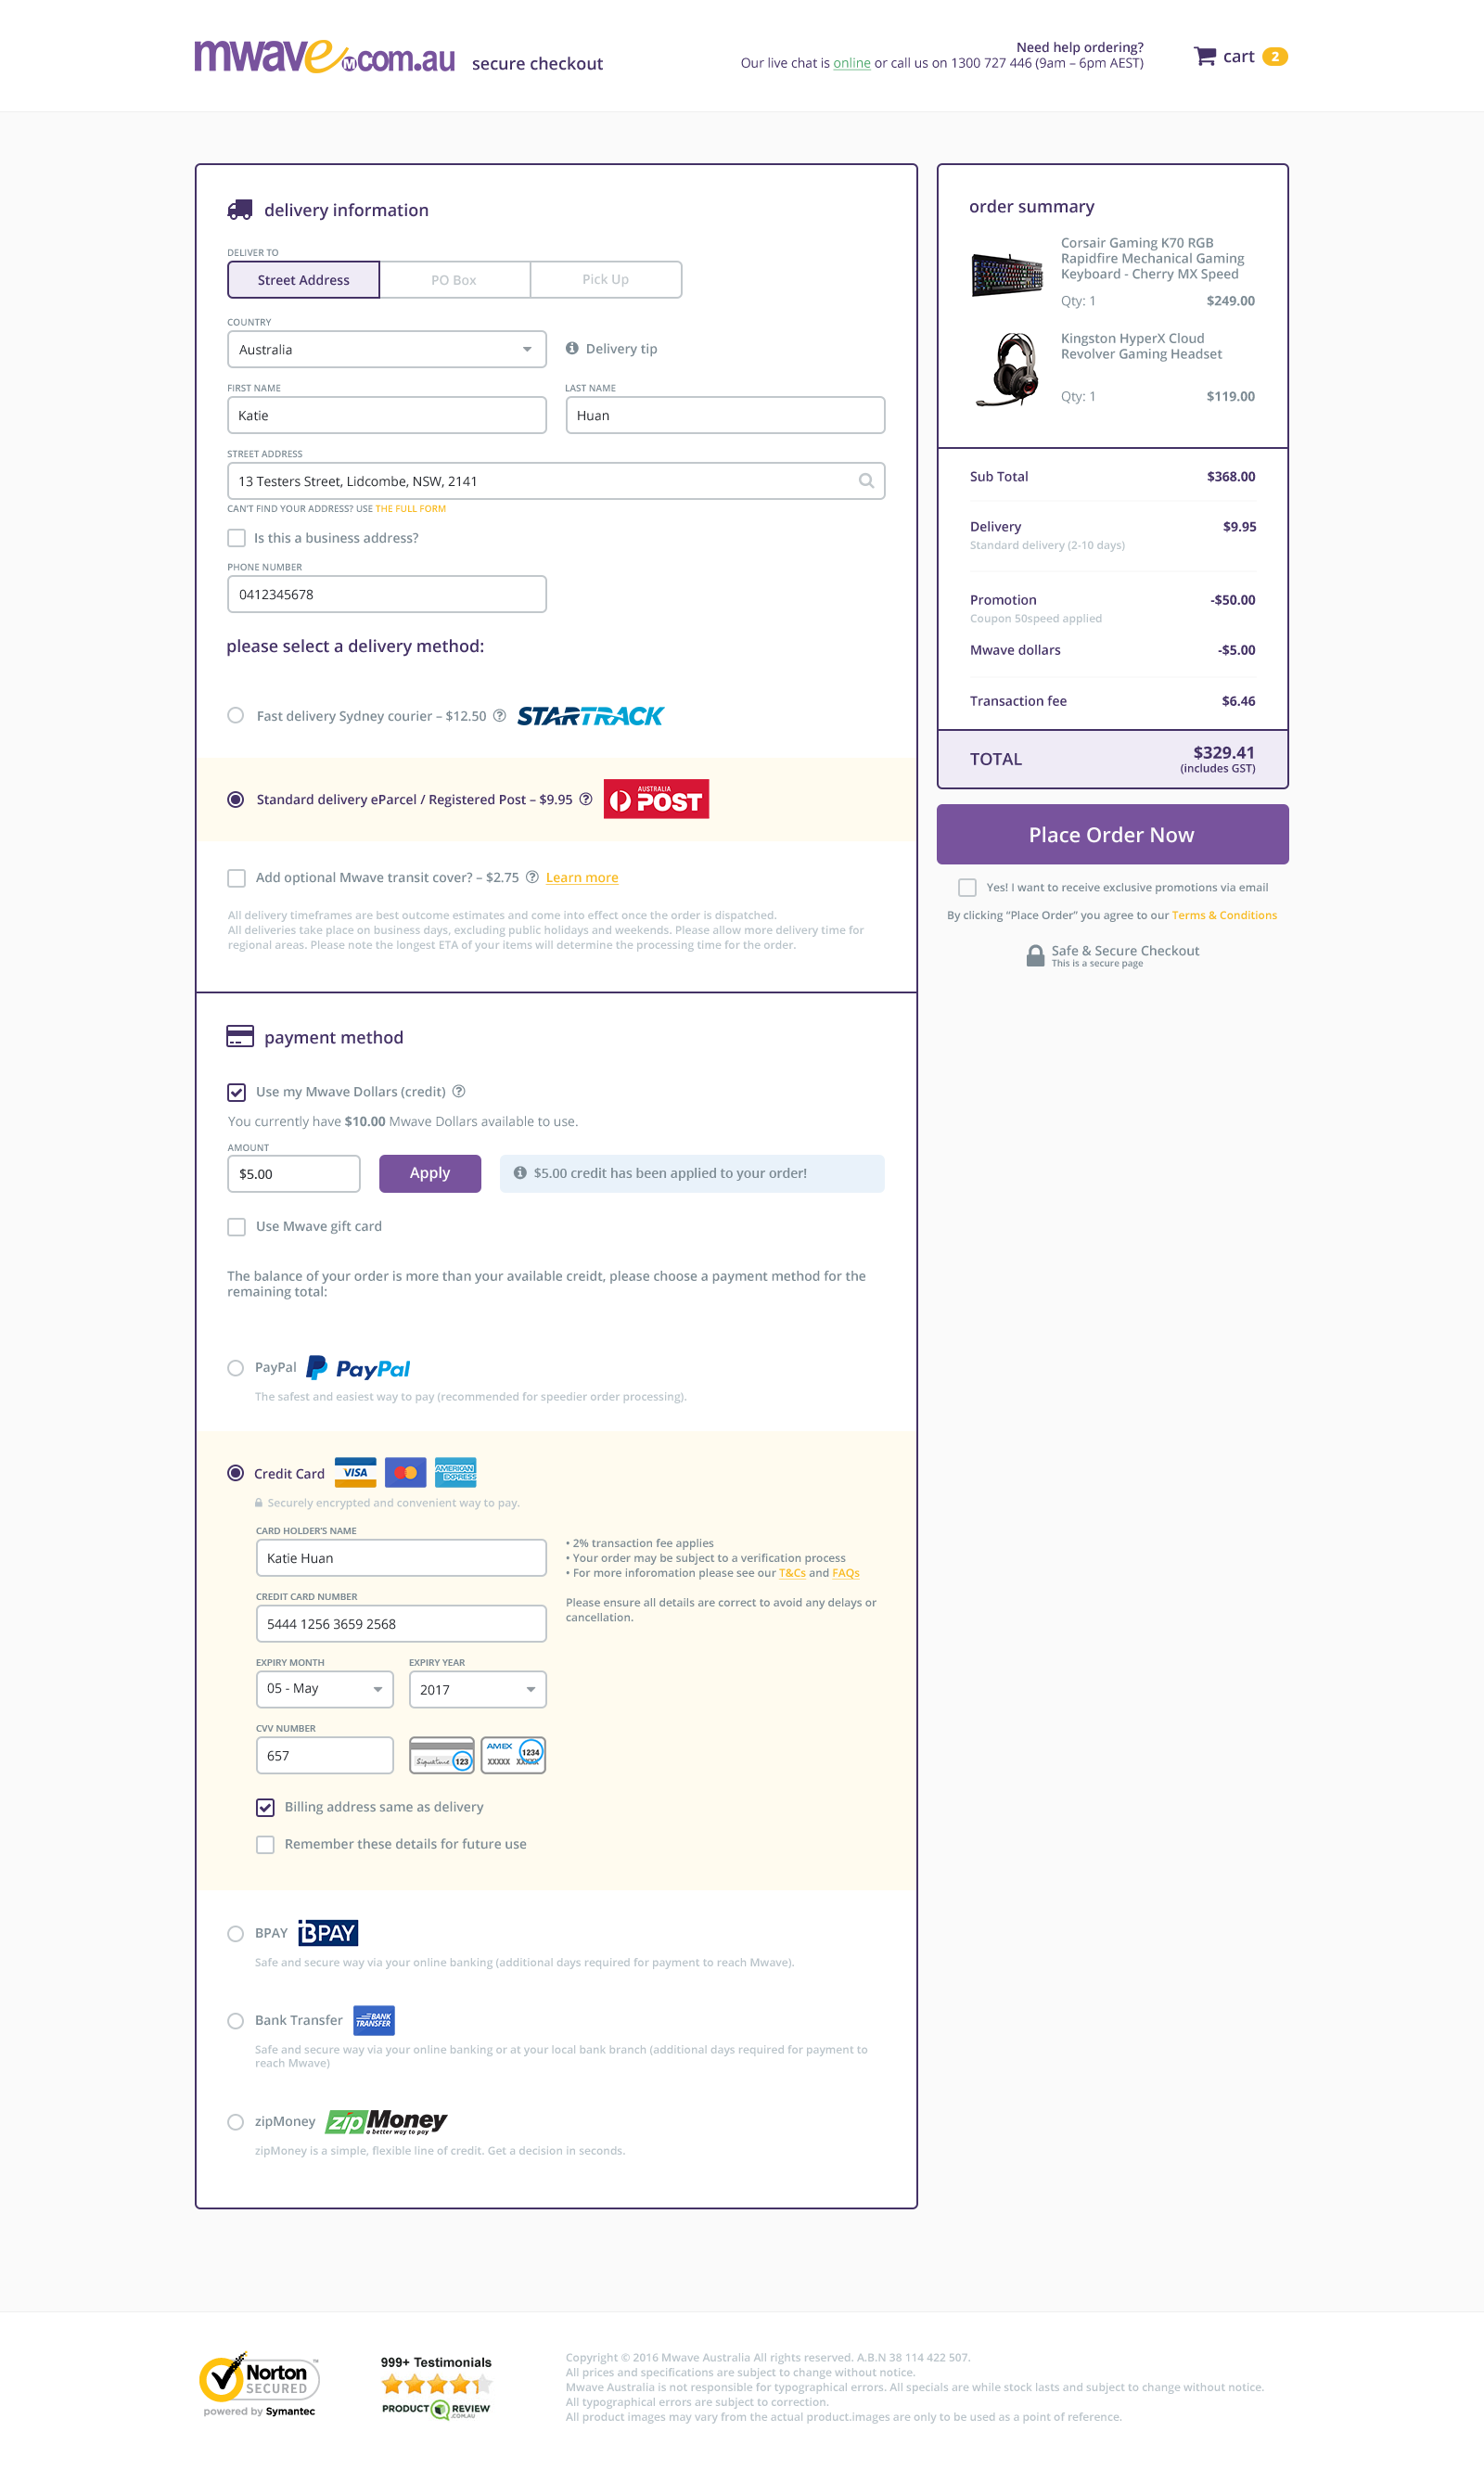 mwave.com.au secure checkout
Need help ordering?
Our live chat is online or call us on 1300 727 446 (9am – 6pm AEST)
cart 2
delivery information
DELIVER TO
Street Address PO Box Pick Up
COUNTRY
Australia
Delivery tip
FIRST NAME LAST NAME
Katie Huan
STREET ADDRESS
13 Testers Street, Lidcombe, NSW, 2141
CAN'T FIND YOUR ADDRESS? USE THE FULL FORM
Is this a business address?
PHONE NUMBER
0412345678
please select a delivery method:
Fast delivery Sydney courier – $12.50 STARTRACK
Standard delivery eParcel / Registered Post – $9.95 AUSTRALIA POST
Add optional Mwave transit cover? – $2.75 Learn more
All delivery timeframes are best outcome estimates and come into effect once the order is dispatched.
All deliveries take place on business days, excluding public holidays and weekends. Please allow more delivery time for
regional areas. Please note the longest ETA of your items will determine the processing time for the order.
payment method
Use my Mwave Dollars (credit)
You currently have $10.00 Mwave Dollars available to use.
AMOUNT
$5.00 Apply $5.00 credit has been applied to your order!
Use Mwave gift card
The balance of your order is more than your available creidt, please choose a payment method for the
remaining total:
PayPal PayPal
The safest and easiest way to pay (recommended for speedier order processing).
Credit Card VISA AMERICAN EXPRESS
Securely encrypted and convenient way to pay.
CARD HOLDER'S NAME
Katie Huan
• 2% transaction fee applies
• Your order may be subject to a verification process
• For more inforomation please see our T&Cs and FAQs
Please ensure all details are correct to avoid any delays or
cancellation.
CREDIT CARD NUMBER
5444 1256 3659 2568
EXPIRY MONTH EXPIRY YEAR
05 - May 2017
CVV NUMBER
657
Signature 123
AMEX 1234
XXXXX XXXXX
Billing address same as delivery
Remember these details for future use
BPAY BPAY
Safe and secure way via your online banking (additional days required for payment to reach Mwave).
Bank Transfer BANK TRANSFER
Safe and secure way via your online banking or at your local bank branch (additional days required for payment to
reach Mwave)
zipMoney zipMoney
a better way to pay
zipMoney is a simple, flexible line of credit. Get a decision in seconds.
order summary
Corsair Gaming K70 RGB
Rapidfire Mechanical Gaming
Keyboard - Cherry MX Speed
Qty: 1 $249.00
Kingston HyperX Cloud
Revolver Gaming Headset
Qty: 1 $119.00
Sub Total $368.00
Delivery $9.95
Standard delivery (2-10 days)
Promotion -$50.00
Coupon 50speed applied
Mwave dollars -$5.00
Transaction fee $6.46
TOTAL $329.41
(includes GST)
Place Order Now
Yes! I want to receive exclusive promotions via email
By clicking "Place Order" you agree to our Terms & Conditions
Safe & Secure Checkout
This is a secure page
Norton
SECURED
powered by Symantec
999+ Testimonials
PRODUCT REVIEW
.COM.AU
Copyright © 2016 Mwave Australia All rights reserved. A.B.N 38 114 422 507.
All prices and specifications are subject to change without notice.
Mwave Australia is not responsible for typographical errors. All specials are while stock lasts and subject to change without notice.
All typographical errors are subject to correction.
All product images may vary from the actual product.images are only to be used as a point of reference.